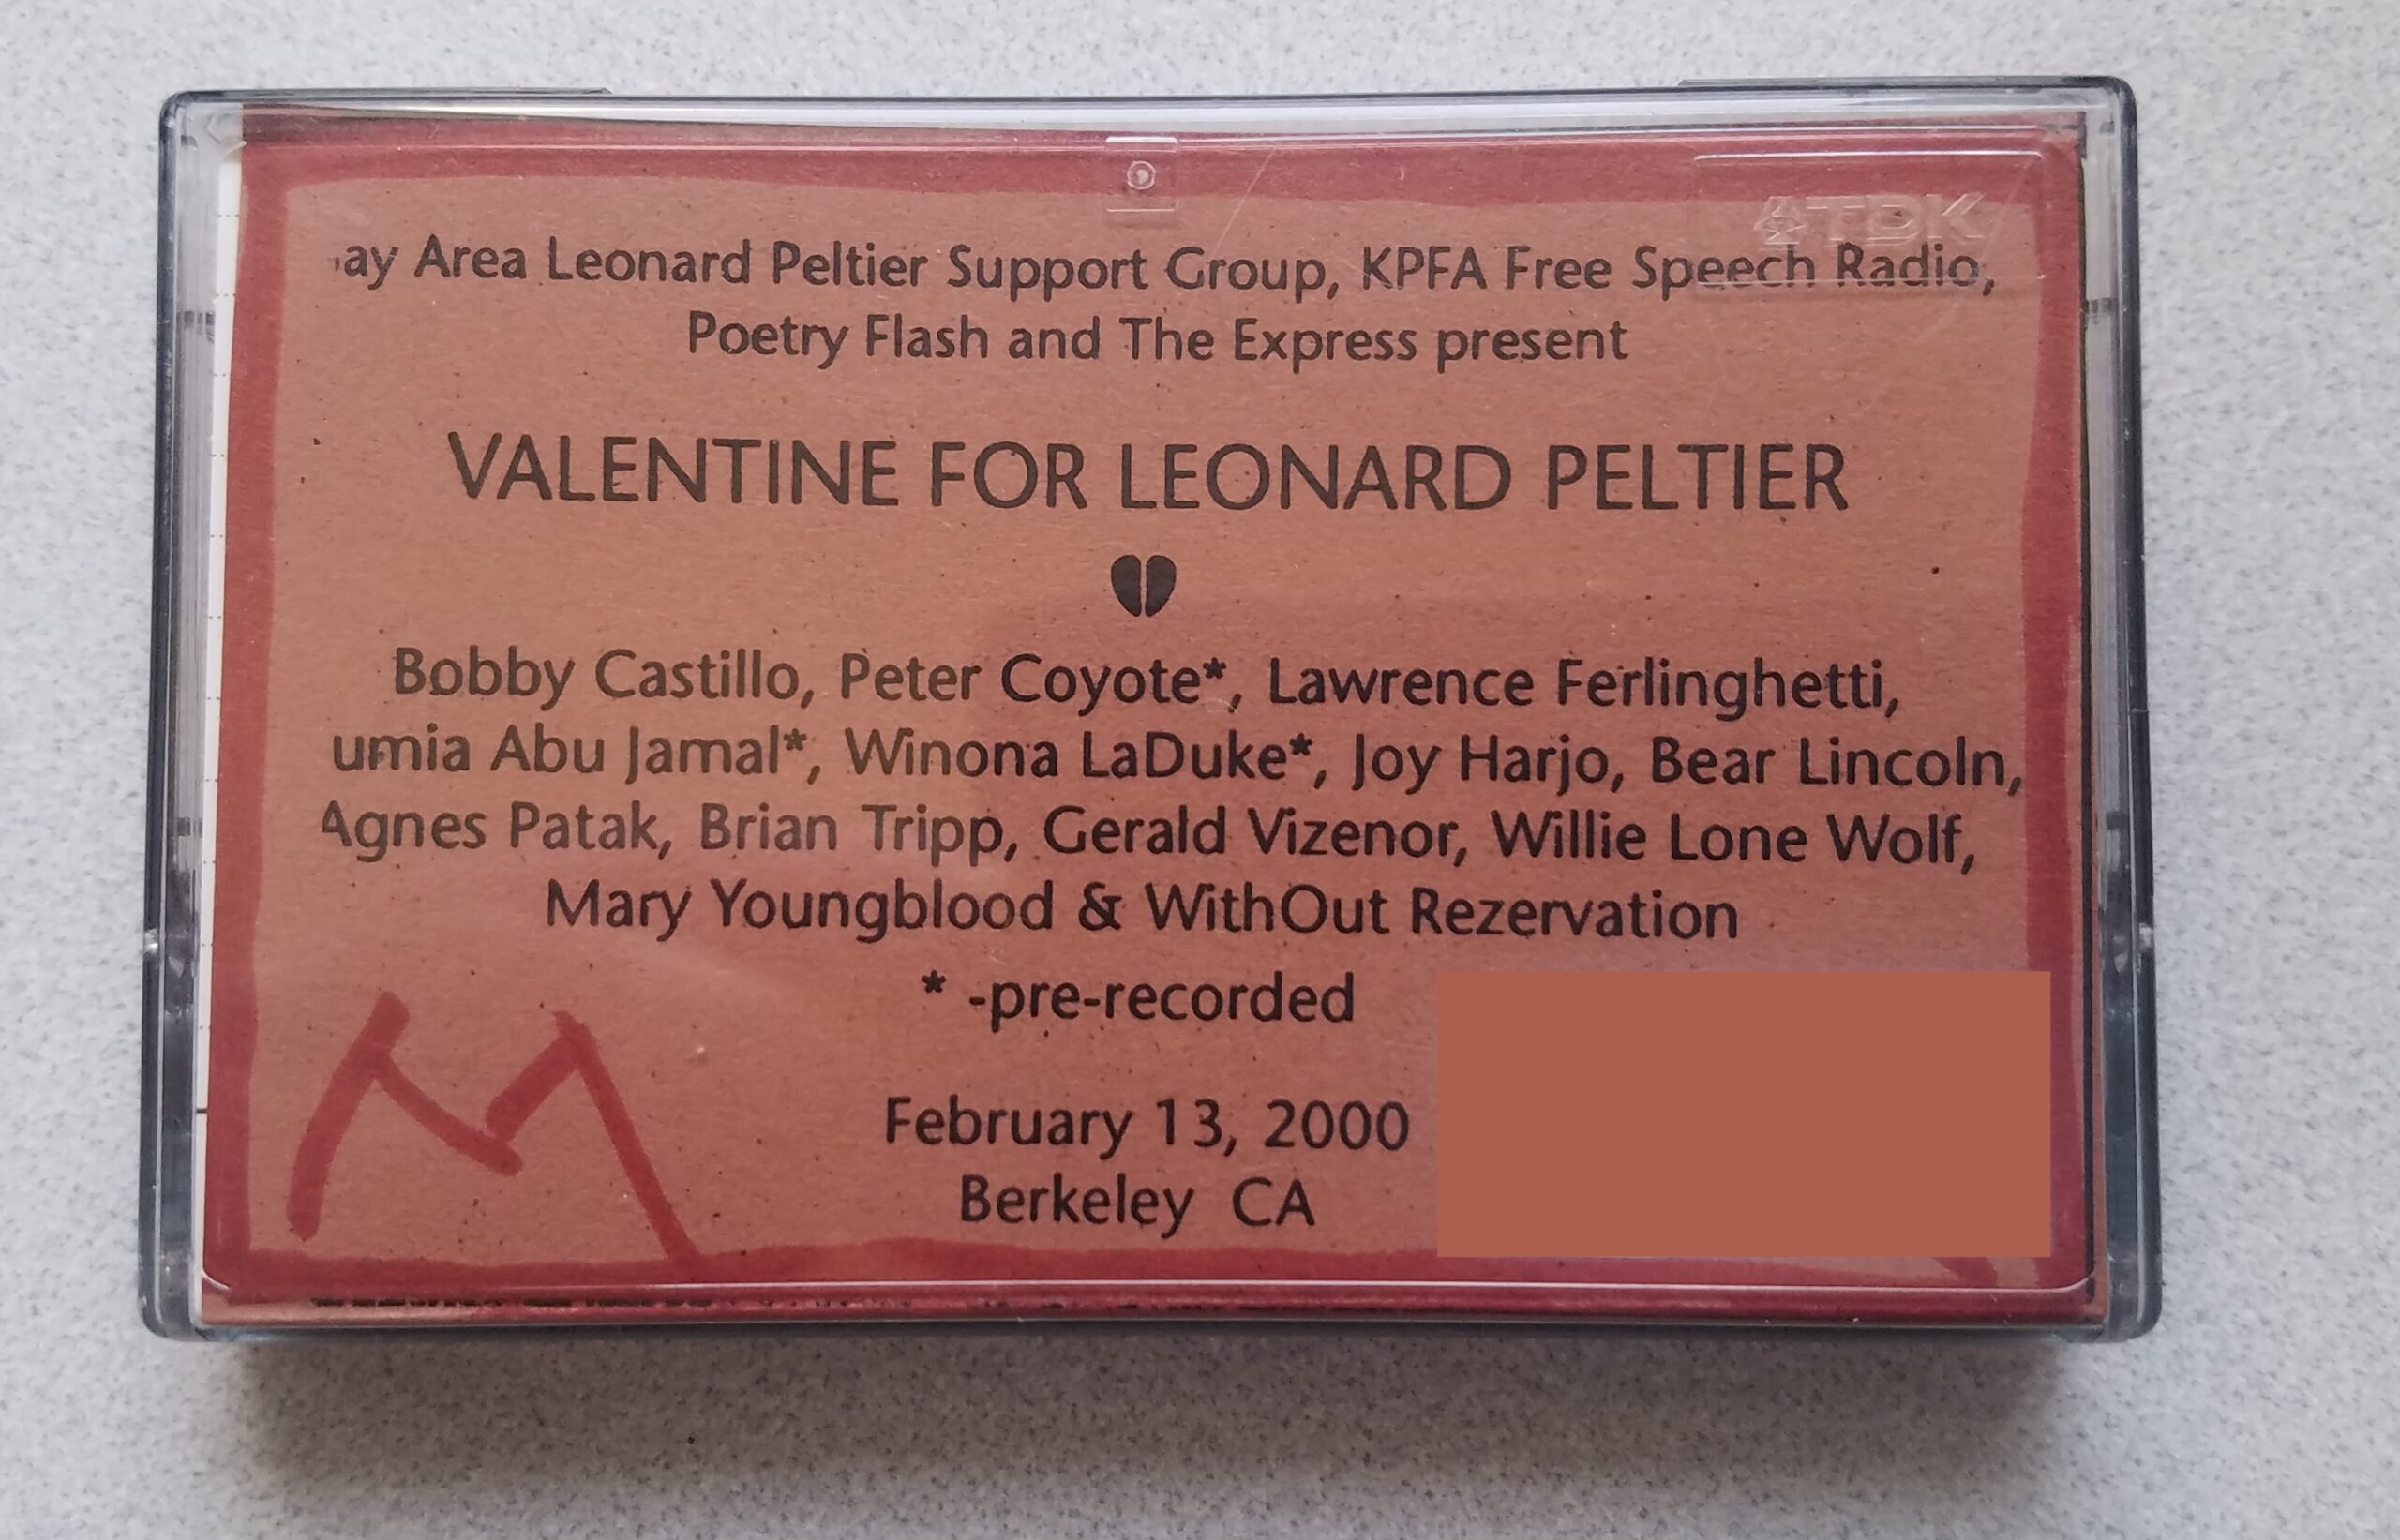 ay Area Leonard Peltier Support Group, KPFA Free Speech Radio,
Poetry Flash and The Express present
VALENTINE FOR LEONARD PELTIER
Bobby Castillo, Peter Coyote*, Lawrence Ferlinghetti,
umia Abu Jamal*, Winona LaDuke*, Joy Harjo, Bear Lincoln,
Agnes Patak, Brian Tripp, Gerald Vizenor, Willie Lone Wolf,
Mary Youngblood & WithOut Rezervation
* -pre-recorded
February 13, 2000
Berkeley CA
M
TDK